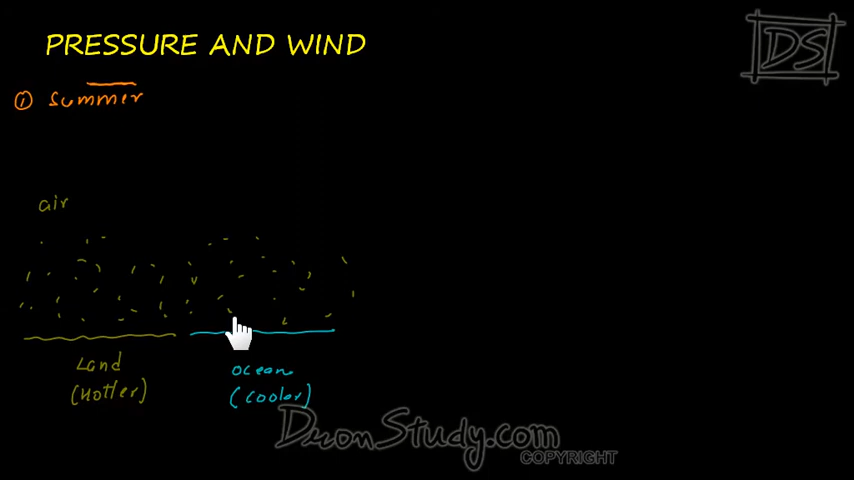 PRESSURE AND WIND
DS
① Summer
air
Land
(Hotter)
Ocean
(Cooler)
DronStudy.com
COPYRIGHT